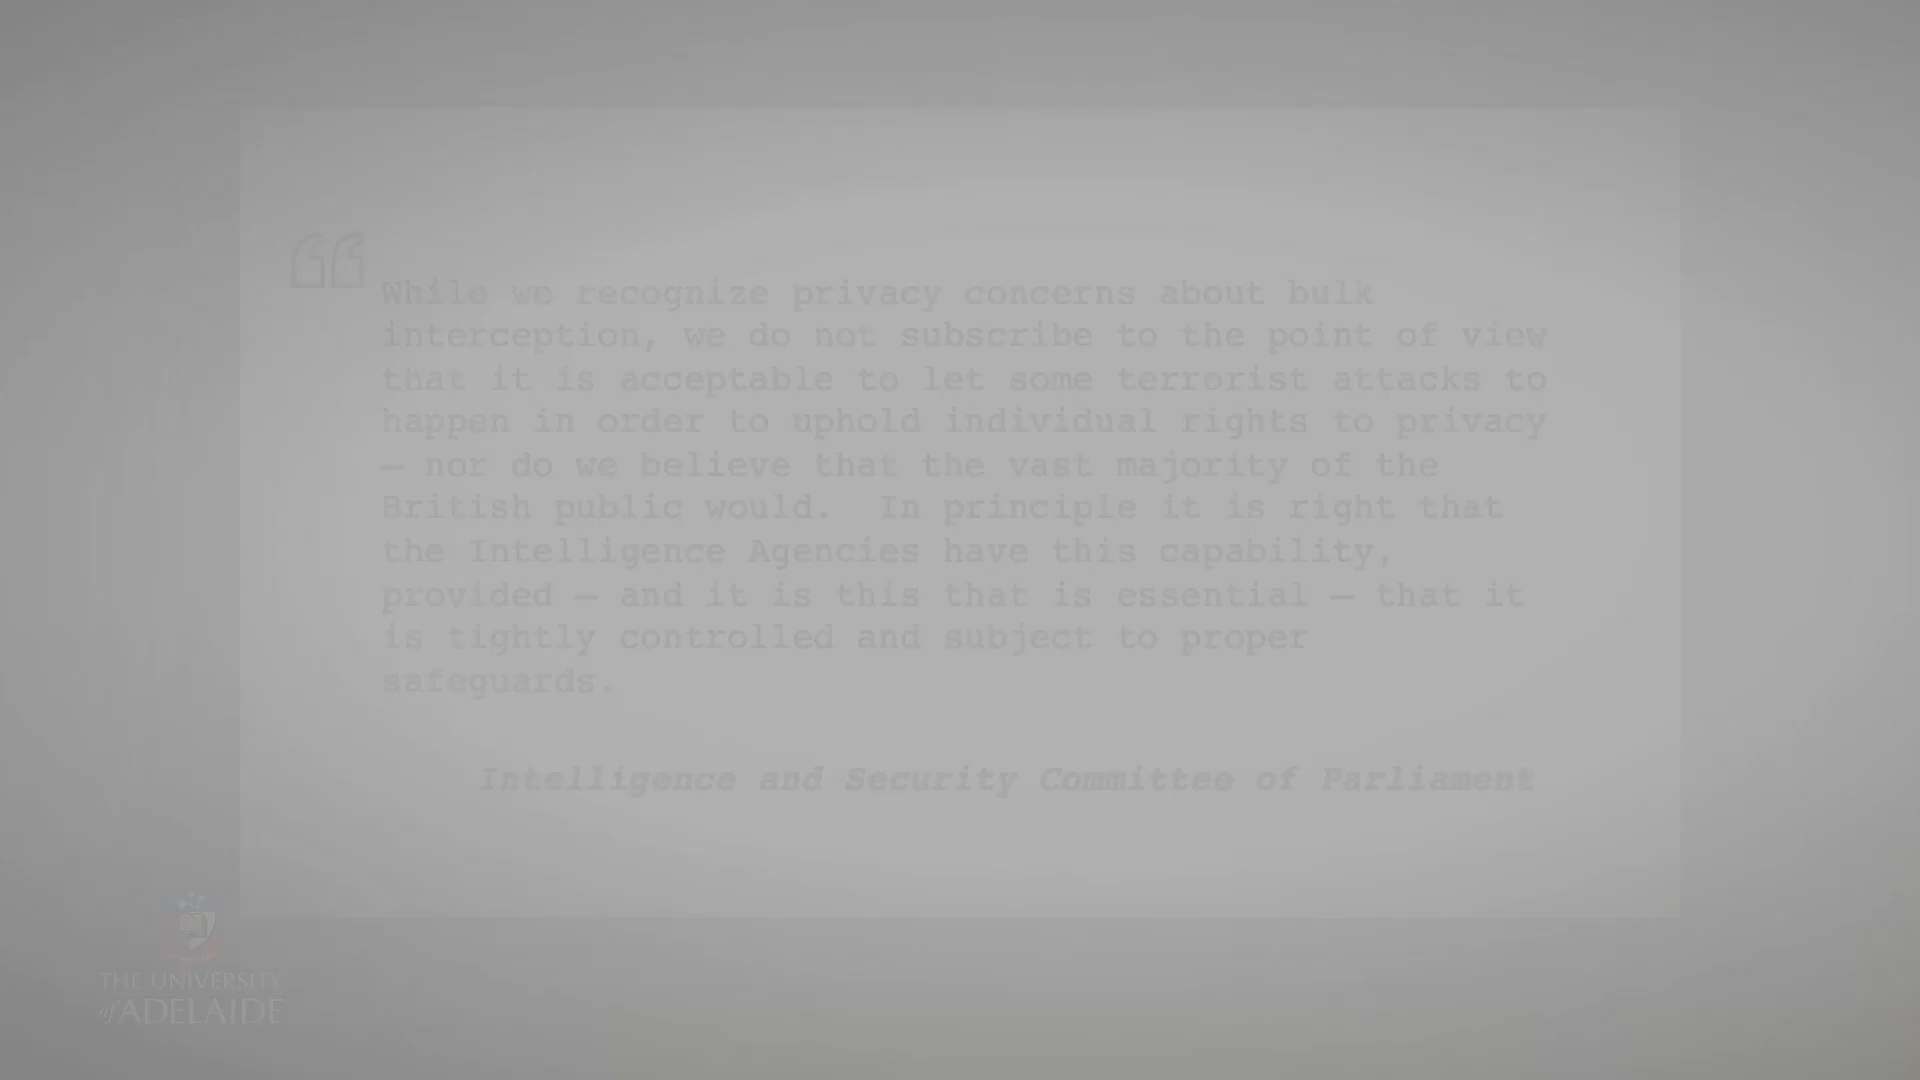 “
While we recognize privacy concerns about bulk
interception, we do not subscribe to the point of view
that it is acceptable to let some terrorist attacks to
happen in order to uphold individual rights to privacy
— nor do we believe that the vast majority of the
British public would.  In principle it is right that
the Intelligence Agencies have this capability,
provided — and it is this that is essential — that it
is tightly controlled and subject to proper
safeguards.
Intelligence and Security Committee of Parliament
THE UNIVERSITY
of ADELAIDE